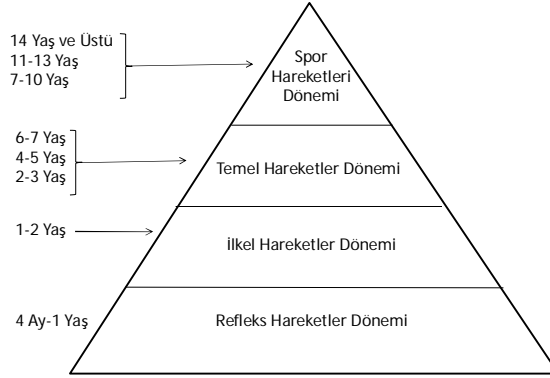 14 Yaş ve Üstü
11-13 Yaş
7-10 Yaş
Spor
Hareketleri
Dönemi
6-7 Yaş
4-5 Yaş
2-3 Yaş
Temel Hareketler Dönemi
1-2 Yaş
İlkel Hareketler Dönemi
4 Ay-1 Yaş
Refleks Hareketler Dönemi